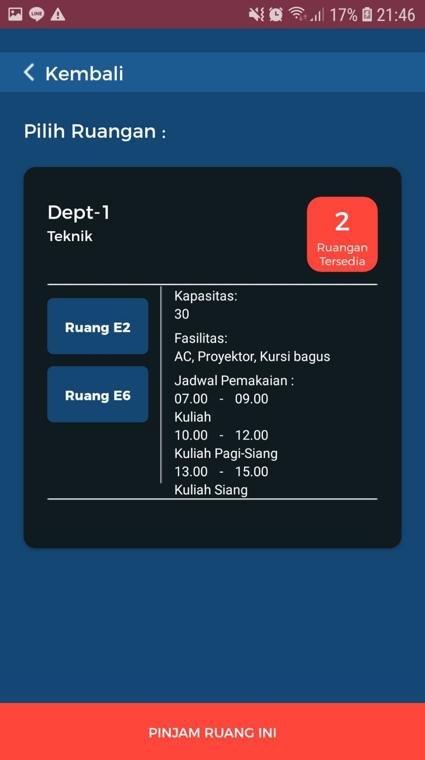 LINE
17% 21:46
Kembali
Pilih Ruangan :
Dept-1
Teknik
2
Ruangan
Tersedia
Ruang E2
Ruang E6
Kapasitas:
30
Fasilitas:
AC, Proyektor, Kursi bagus
Jadwal Pemakaian :
07.00 - 09.00
Kuliah
10.00 - 12.00
Kuliah Pagi-Siang
13.00 - 15.00
Kuliah Siang
PINJAM RUANG INI